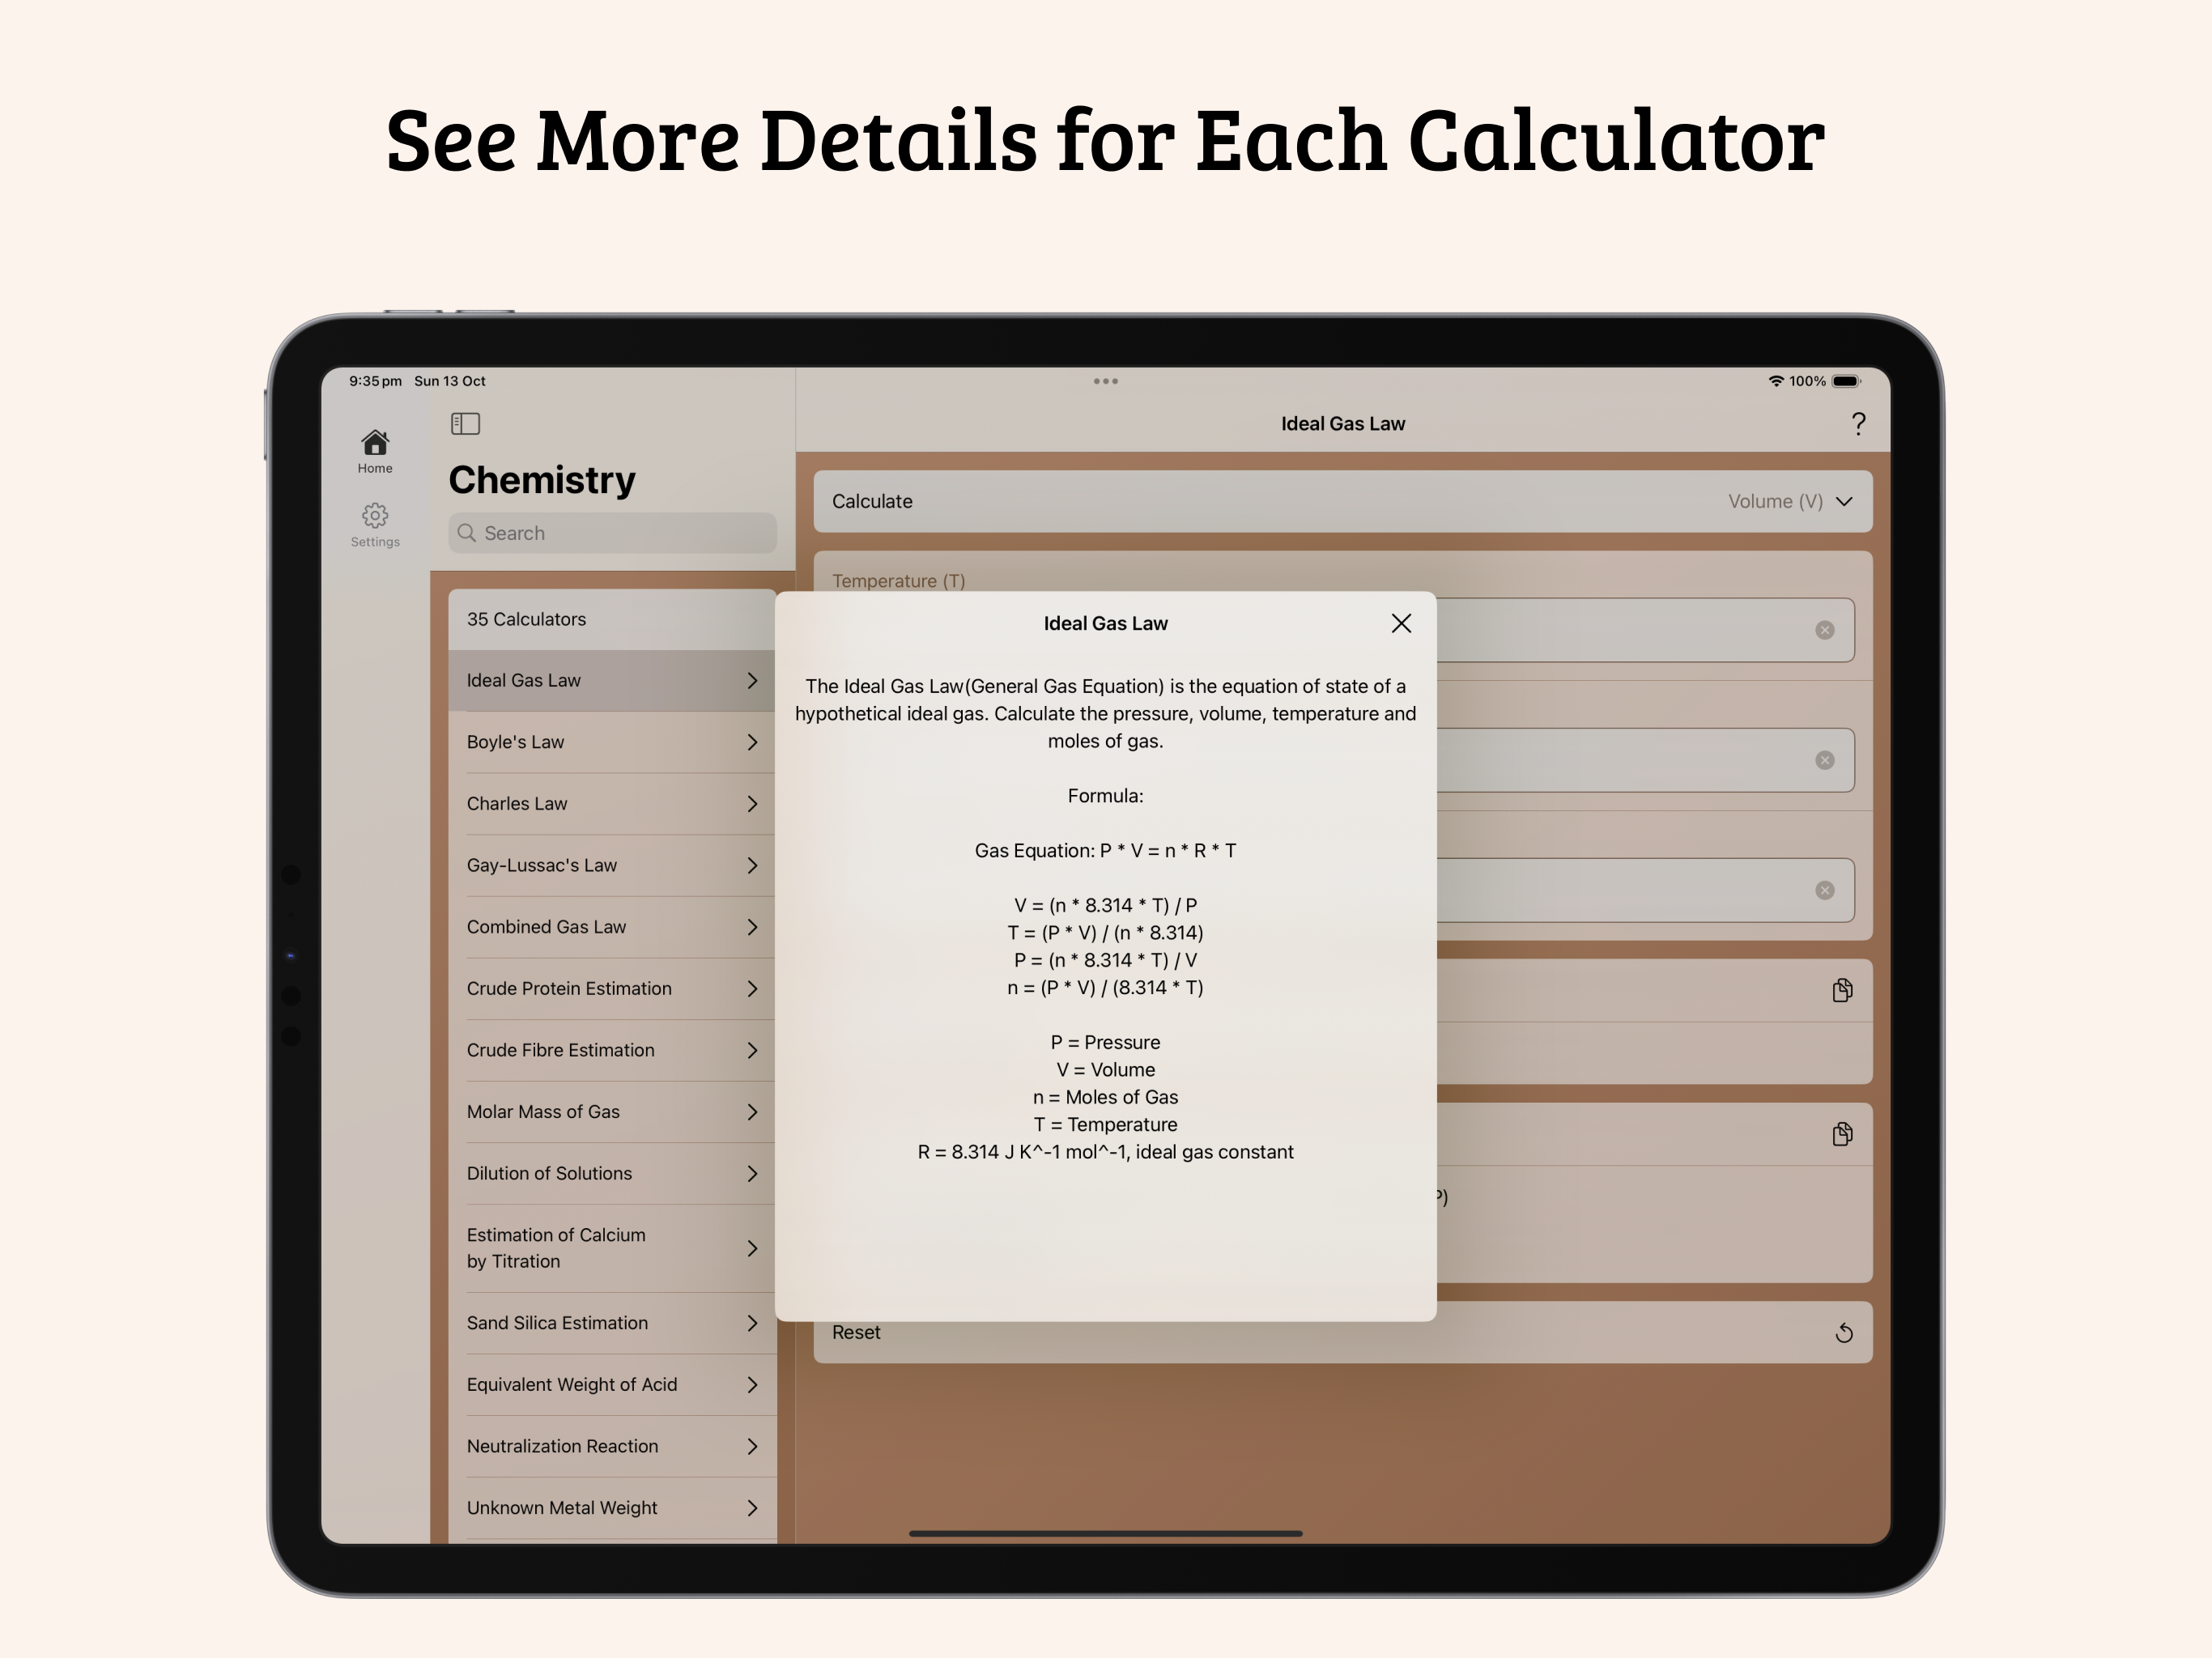 See More Details for Each Calculator
9:35 pm Sun 13 Oct
100%
Home
Settings
Chemistry
Search
35 Calculators
Ideal Gas Law
Boyle's Law
Charles Law
Gay-Lussac's Law
Combined Gas Law
Crude Protein Estimation
Crude Fibre Estimation
Molar Mass of Gas
Dilution of Solutions
Estimation of Calcium
by Titration
Sand Silica Estimation
Equivalent Weight of Acid
Neutralization Reaction
Unknown Metal Weight
Ideal Gas Law
?
Calculate
Volume (V)
Temperature (T)
Ideal Gas Law
The Ideal Gas Law(General Gas Equation) is the equation of state of a
hypothetical ideal gas. Calculate the pressure, volume, temperature and
moles of gas.
Formula:
Gas Equation: P * V = n * R * T
V = (n * 8.314 * T) / P
T = (P * V) / (n * 8.314)
P = (n * 8.314 * T) / V
n = (P * V) / (8.314 * T)
P = Pressure
V = Volume
n = Moles of Gas
T = Temperature
R = 8.314 J K^-1 mol^-1, ideal gas constant
Reset